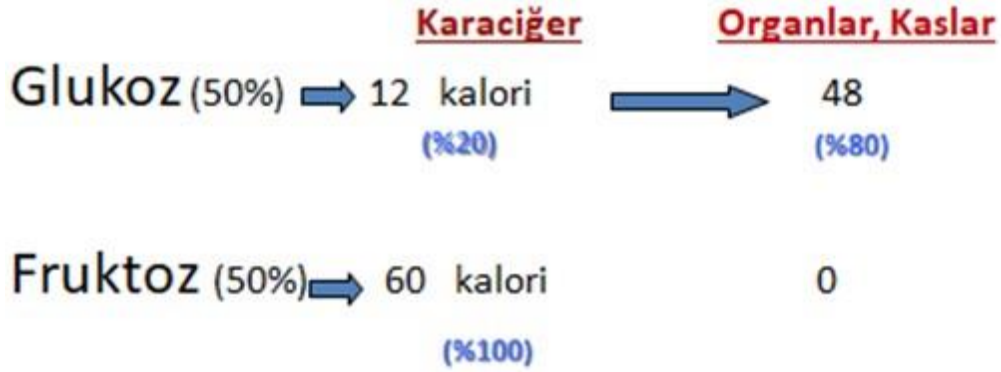 Karaciğer Organlar, Kaslar
Glukoz (50%) 12 kalori 48
(%20) (%80)
Fruktoz (50%) 60 kalori 0
(%100)